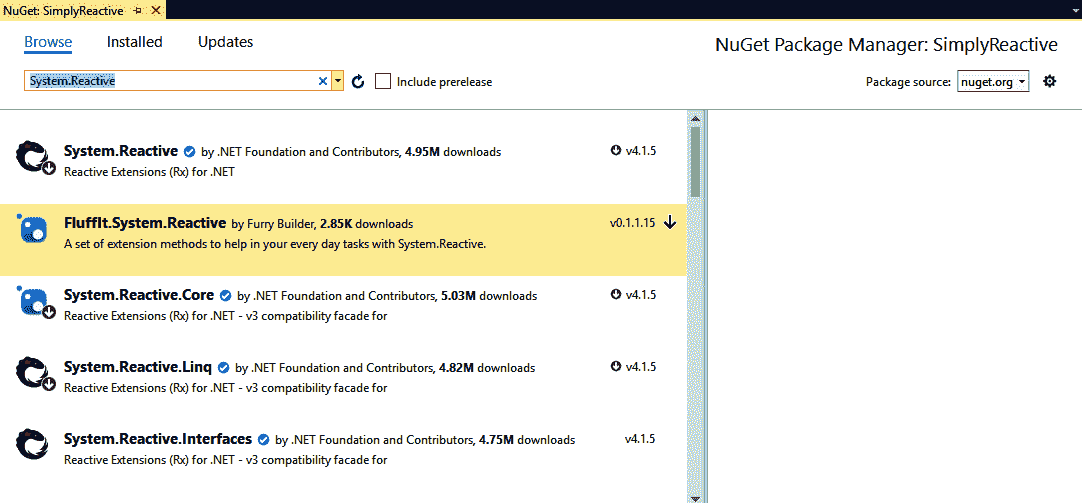 NuGet: SimplyReactive
Browse Installed Updates
NuGet Package Manager: SimplyReactive
System.Reactive
Include prerelease
Package source: nuget.org
System.Reactive by .NET Foundation and Contributors, 4.95M downloads v4.1.5
Reactive Extensions (Rx) for .NET
FluffIt.System.Reactive by Furry Builder, 2.85K downloads v0.1.1.15
A set of extension methods to help in your every day tasks with System.Reactive.
System.Reactive.Core by .NET Foundation and Contributors, 5.03M downloads v4.1.5
Reactive Extensions (Rx) for .NET - v3 compatibility facade for
System.Reactive.Linq by .NET Foundation and Contributors, 4.82M downloads v4.1.5
Reactive Extensions (Rx) for .NET - v3 compatibility facade for
System.Reactive.Interfaces by .NET Foundation and Contributors, 4.75M downloads v4.1.5
Reactive Extensions (Rx) for .NET - v3 compatibility facade for